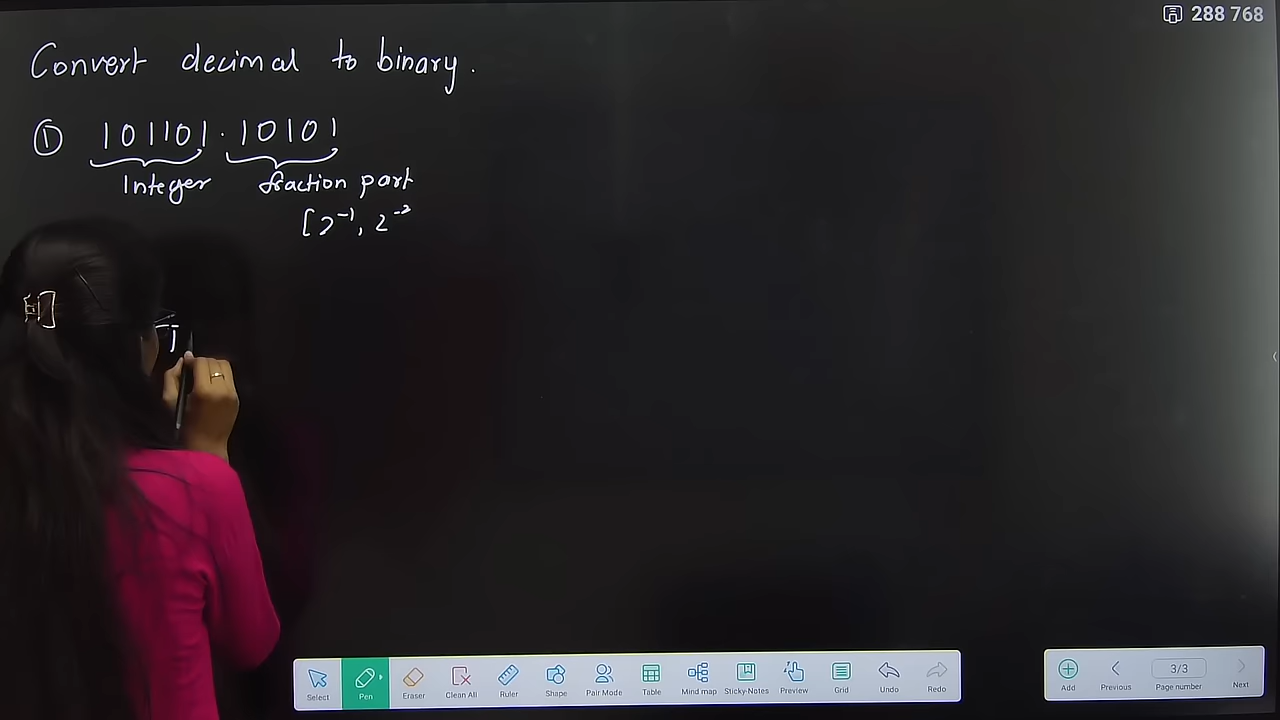 288 768
Convert decimal to binary.
① 101101.10101
Integer fraction part
[2⁻¹, 2⁻²
Select Pen Eraser Clean All Ruler Shape Pair Mode Table Mind map Sticky-Notes Preview Grid Undo Redo
Add Previous 3/3 Page number Next